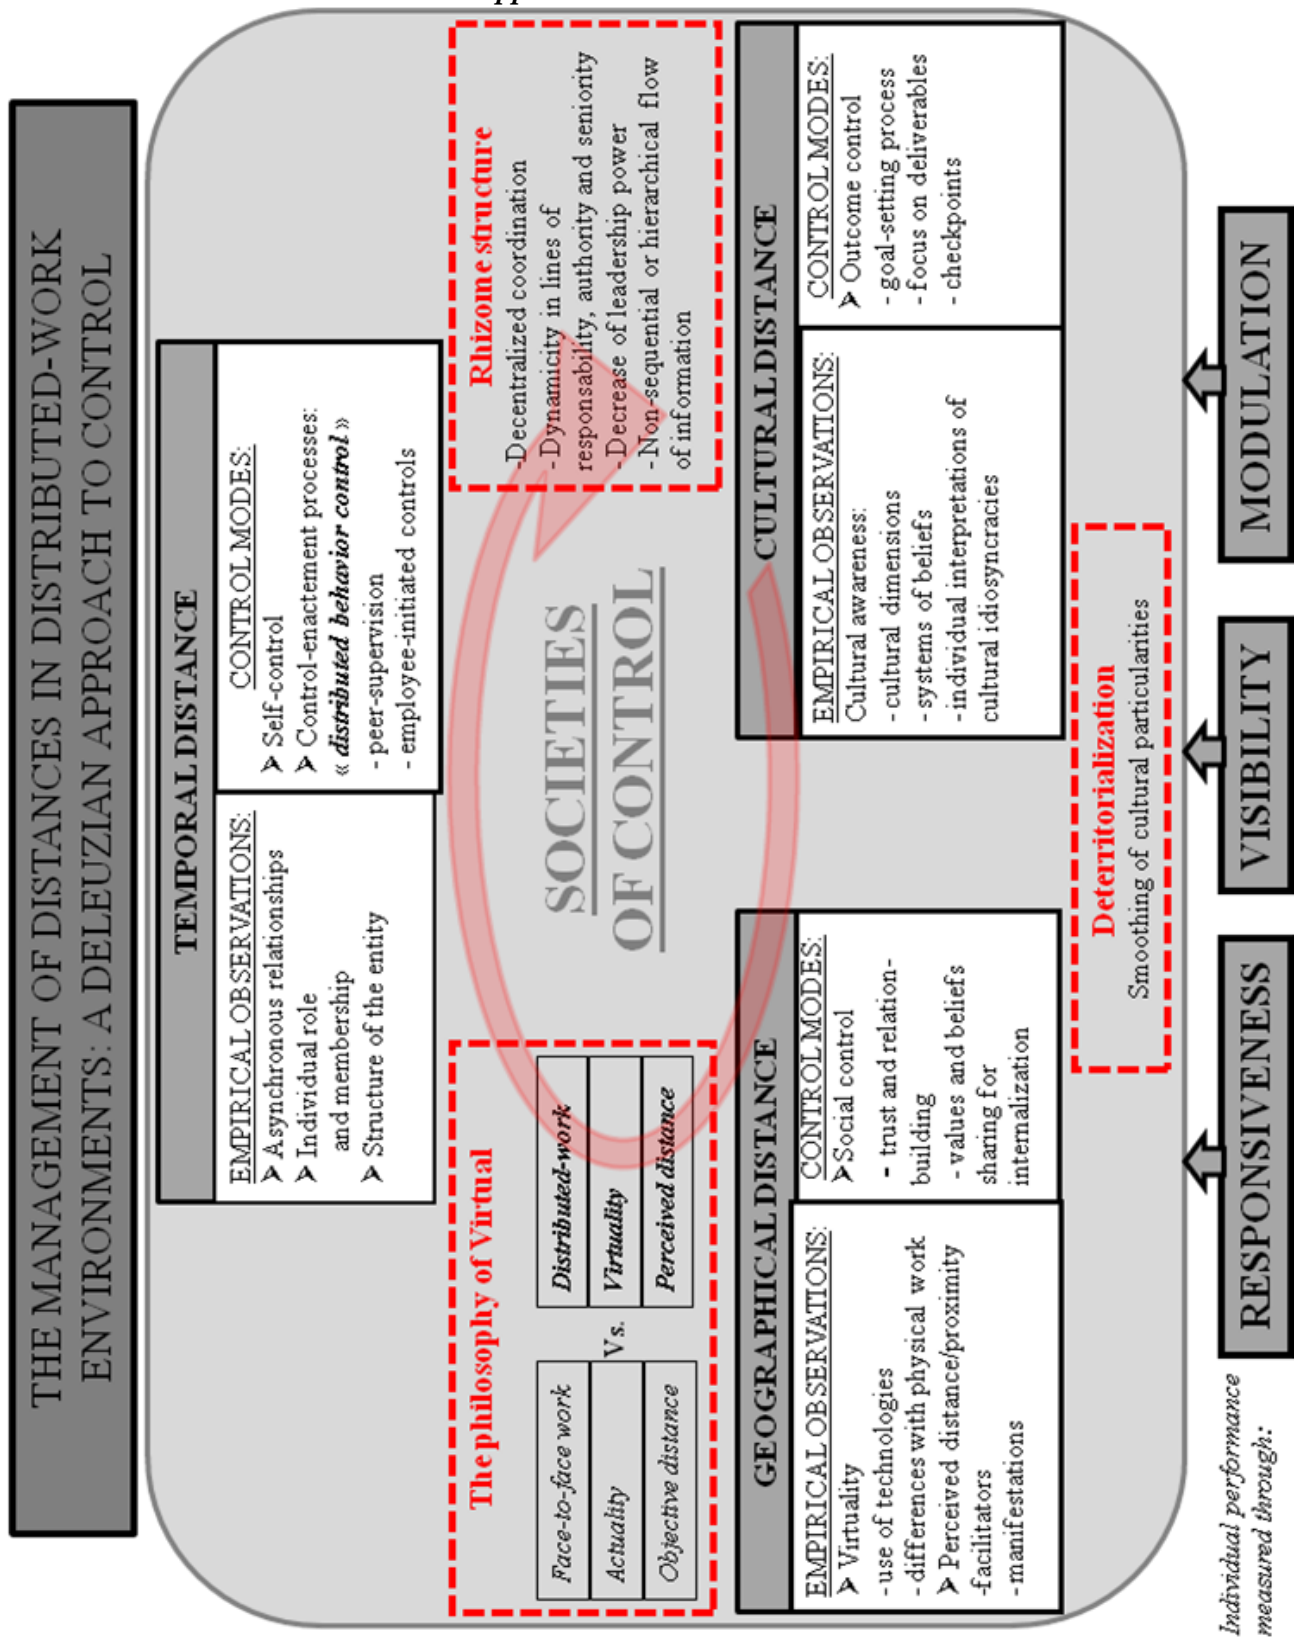 THE MANAGEMENT OF DISTANCES IN DISTRIBUTED-WORK
ENVIRONMENTS: A DELEUZIAN APPROACH TO CONTROL
TEMPORAL DISTANCE
EMPIRICAL OBSERVATIONS:
➤ Asynchronous relationships
➤ Individual role
and membership
➤ Structure of the entity
CONTROL MODES:
➤ Self-control
➤ Control-enactement processes:
« distributed behavior control »
- peer-supervision
- employee-initiated controls
The philosophy of Virtual
Face-to-face work
Actuality
Objective distance
Vs.
Distributed-work
Virtuality
Perceived distance
SOCIETIES
OF CONTROL
Rhizome structure
-Decentralized coordination
- Dynamicity in lines of
responsability, authority and seniority
- Decrease of leadership power
- Non-sequential or hierarchical flow
of information
GEOGRAPHICAL DISTANCE
EMPIRICAL OBSERVATIONS:
➤ Virtuality
- use of technologies
- differences with physical work
➤ Perceived distance/proximity
-facilitators
- manifestations
CONTROL MODES:
➤Social control
- trust and relation-
building
- values and beliefs
sharing for
internalization
CULTURAL DISTANCE
EMPIRICAL OBSERVATIONS:
Cultural awareness:
- cultural dimensions
- systems of beliefs
- individual interpretations of
cultural idiosyncracies
CONTROL MODES:
➤ Outcome control
- goal-setting process
- focus on deliverables
- checkpoints
Deterritorialization
Smoothing of cultural particularities
Individual performance
measured through:
RESPONSIVENESS
VISIBILITY
MODULATION